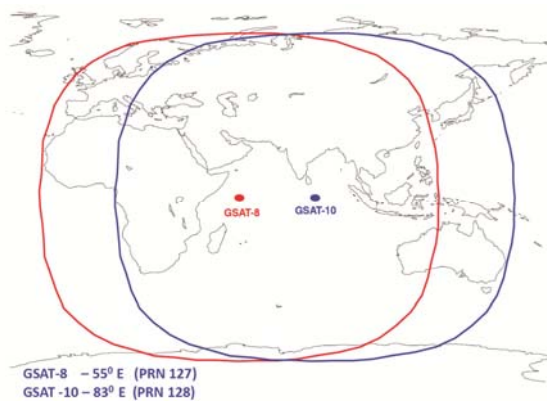 GSAT-8 GSAT-10
GSAT-8 – 55⁰ E (PRN 127)
GSAT -10 – 83⁰ E (PRN 128)